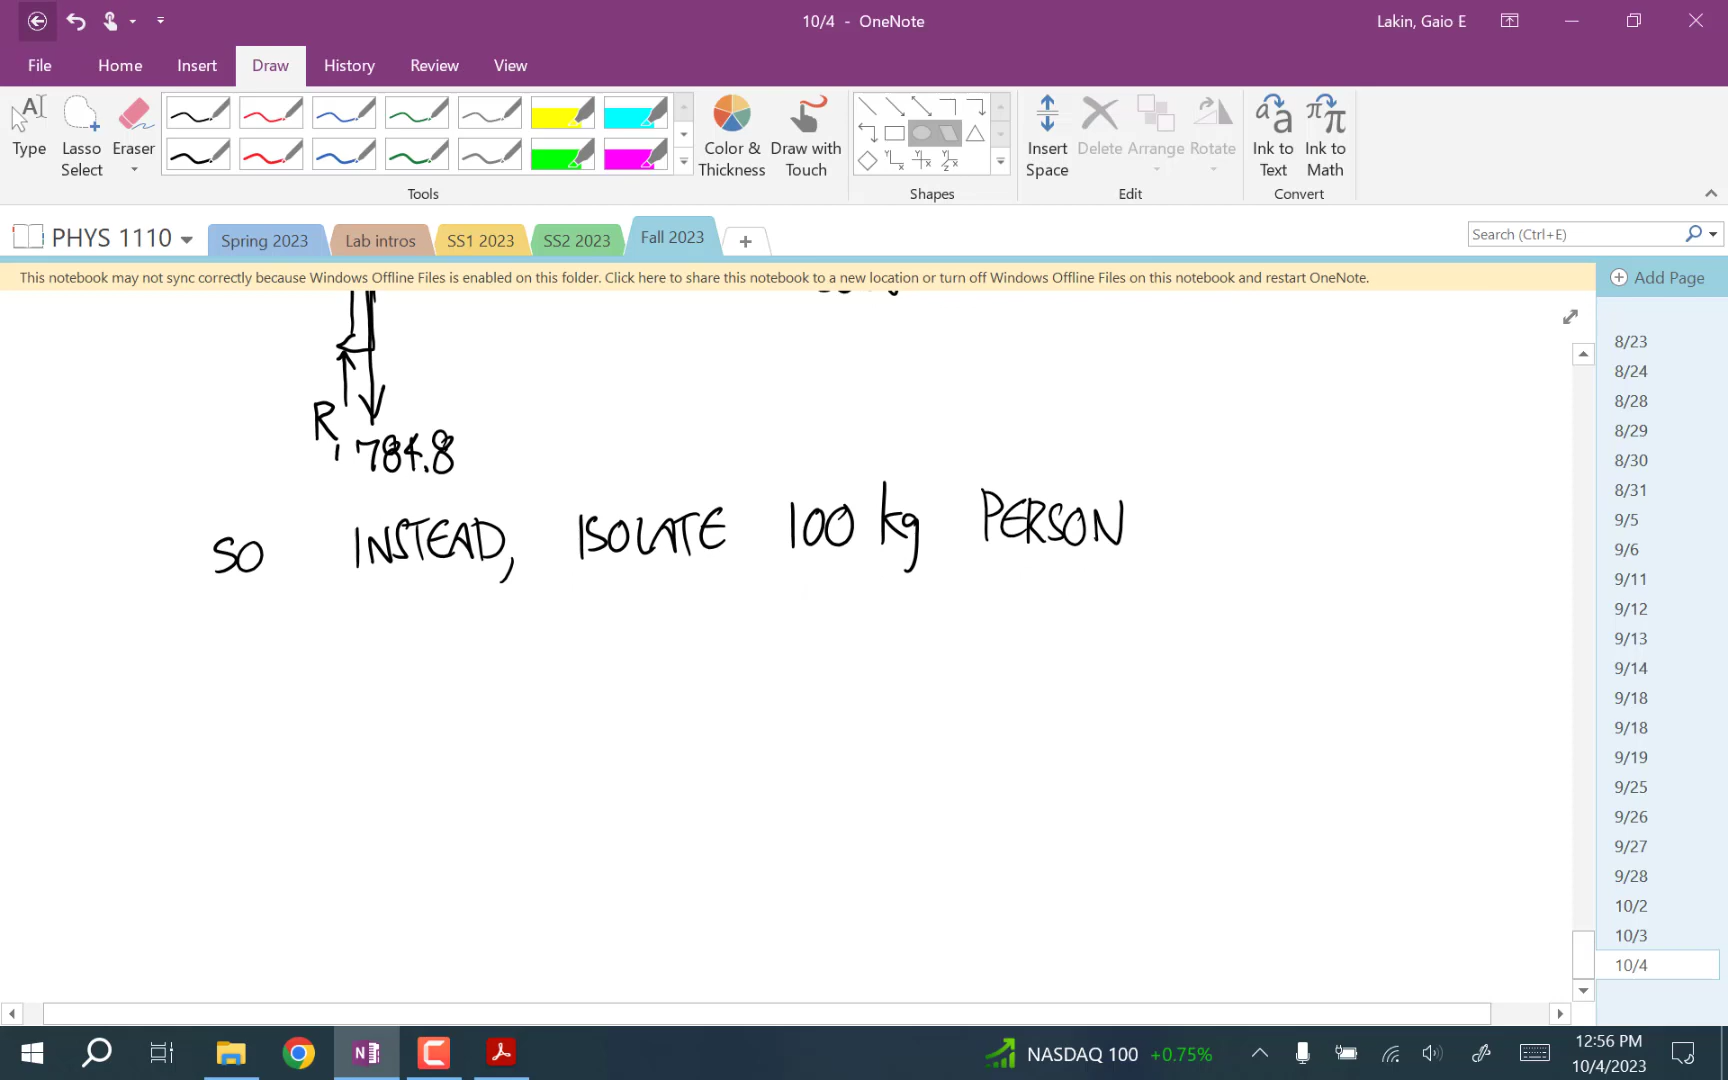 10/4 - OneNote
Lakin, Gaio E
File
Home
Insert
Draw
History
Review
View
Type
Lasso Select
Eraser
Color & Thickness
Draw with Touch
Insert Space
Delete
Arrange
Rotate
Ink to Text
Ink to Math
Tools
Shapes
Edit
Convert
PHYS 1110
Spring 2023
Lab intros
SS1 2023
SS2 2023
Fall 2023
Search (Ctrl+E)
This notebook may not sync correctly because Windows Offline Files is enabled on this folder. Click here to share this notebook to a new location or turn off Windows Offline Files on this notebook and restart OneNote.
Add Page
R, 784.8
SO INSTEAD, ISOLATE 100 kg PERSON
8/23
8/24
8/28
8/29
8/30
8/31
9/5
9/6
9/11
9/12
9/13
9/14
9/18
9/18
9/19
9/25
9/26
9/27
9/28
10/2
10/3
10/4
NASDAQ 100 +0.75%
12:56 PM
10/4/2023